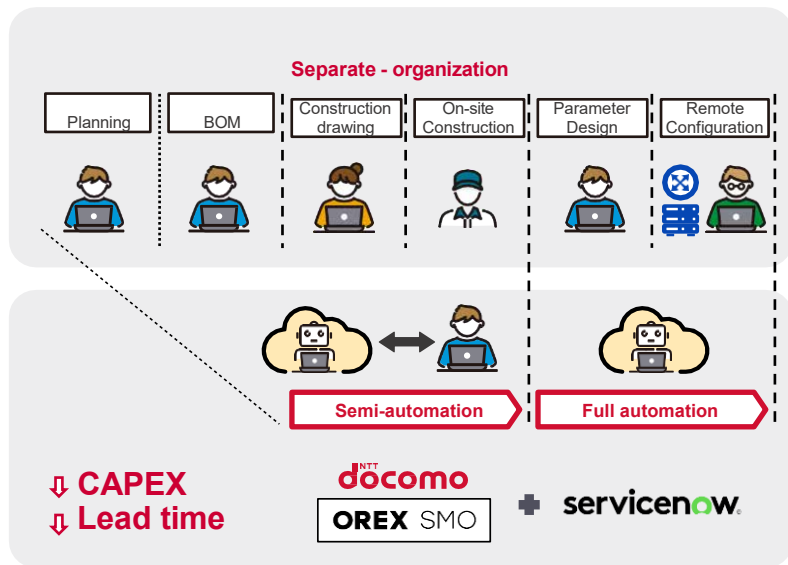 Separate - organization
Planning
BOM
Construction
drawing
On-site
Construction
Parameter
Design
Remote
Configuration
Semi-automation
Full automation
⇩ CAPEX
⇩ Lead time
NTT
docomo
OREX SMO
servicenow.